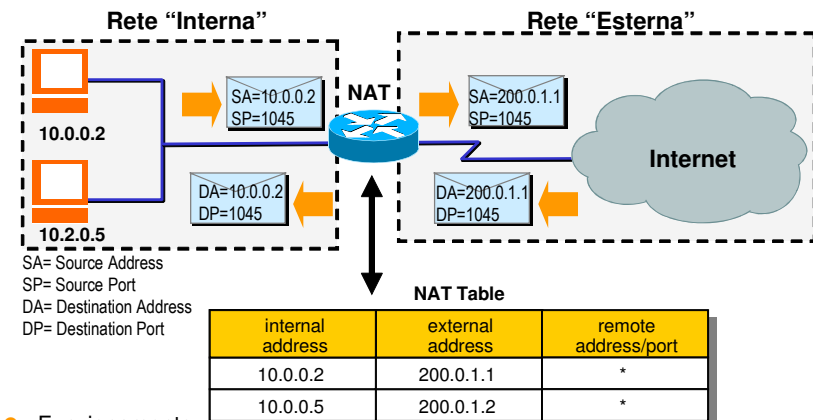 Rete “Interna”
Rete “Esterna”
10.0.0.2
10.2.0.5
SA=10.0.0.2
SP=1045
DA=10.0.0.2
DP=1045
NAT
SA=200.0.1.1
SP=1045
DA=200.0.1.1
DP=1045
Internet
SA= Source Address
SP= Source Port
DA= Destination Address
DP= Destination Port
NAT Table
internal address
external address
remote address/port
10.0.0.2 200.0.1.1 *
10.0.0.5 200.0.1.2 *